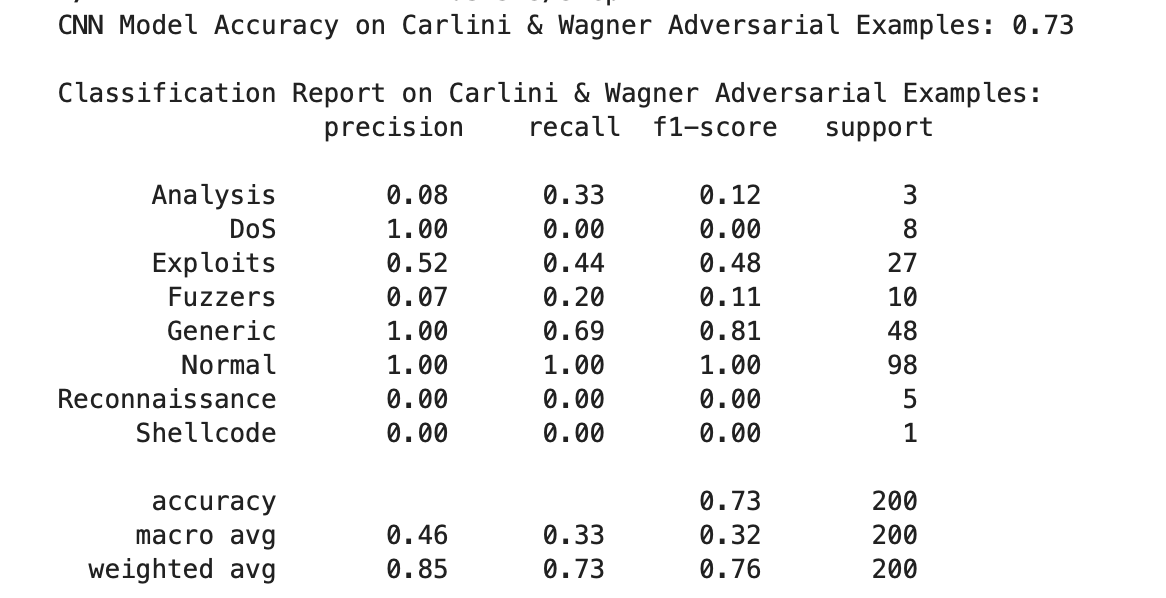 CNN Model Accuracy on Carlini & Wagner Adversarial Examples: 0.73
Classification Report on Carlini & Wagner Adversarial Examples:
precision recall f1-score support
Analysis 0.08 0.33 0.12 3
DoS 1.00 0.00 0.00 8
Exploits 0.52 0.44 0.48 27
Fuzzers 0.07 0.20 0.11 10
Generic 1.00 0.69 0.81 48
Normal 1.00 1.00 1.00 98
Reconnaissance 0.00 0.00 0.00 5
Shellcode 0.00 0.00 0.00 1
accuracy 0.73 200
macro avg 0.46 0.33 0.32 200
weighted avg 0.85 0.73 0.76 200